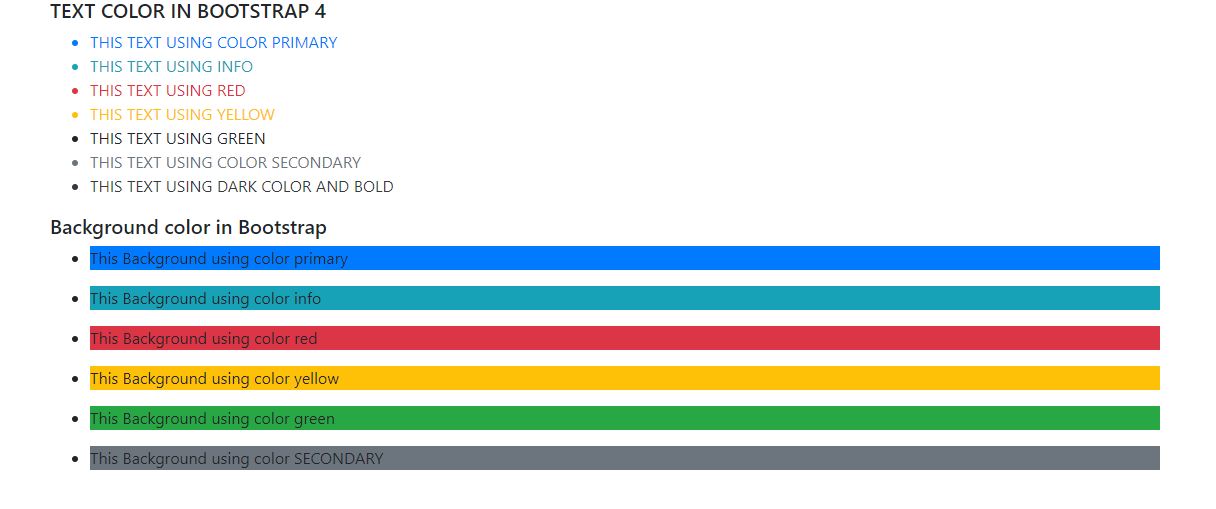 TEXT COLOR IN BOOTSTRAP 4
THIS TEXT USING COLOR PRIMARY
THIS TEXT USING INFO
THIS TEXT USING RED
THIS TEXT USING YELLOW
THIS TEXT USING GREEN
THIS TEXT USING COLOR SECONDARY
THIS TEXT USING DARK COLOR AND BOLD
Background color in Bootstrap
This Background using color primary
This Background using color info
This Background using color red
This Background using color yellow
This Background using color green
This Background using color SECONDARY